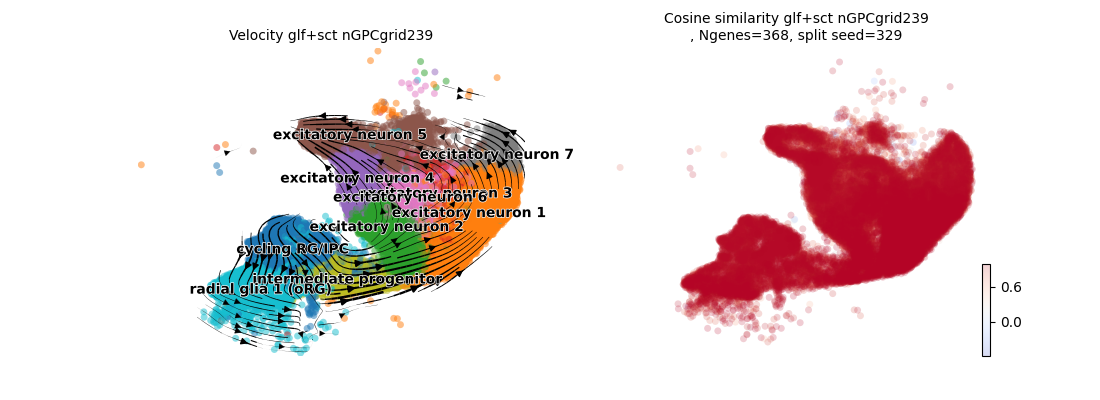 Velocity glf+sct nGPCgrid239
Cosine similarity glf+sct nGPCgrid239
, Ngenes=368, split seed=329
excitatory neuron 5
excitatory neuron 7
excitatory neuron 4
excitatory neuron 3
excitatory neuron 6
excitatory neuron 1
excitatory neuron 2
cycling RG/IPC
intermediate progenitor
radial glia 1 (oRG)
0.6
0.0